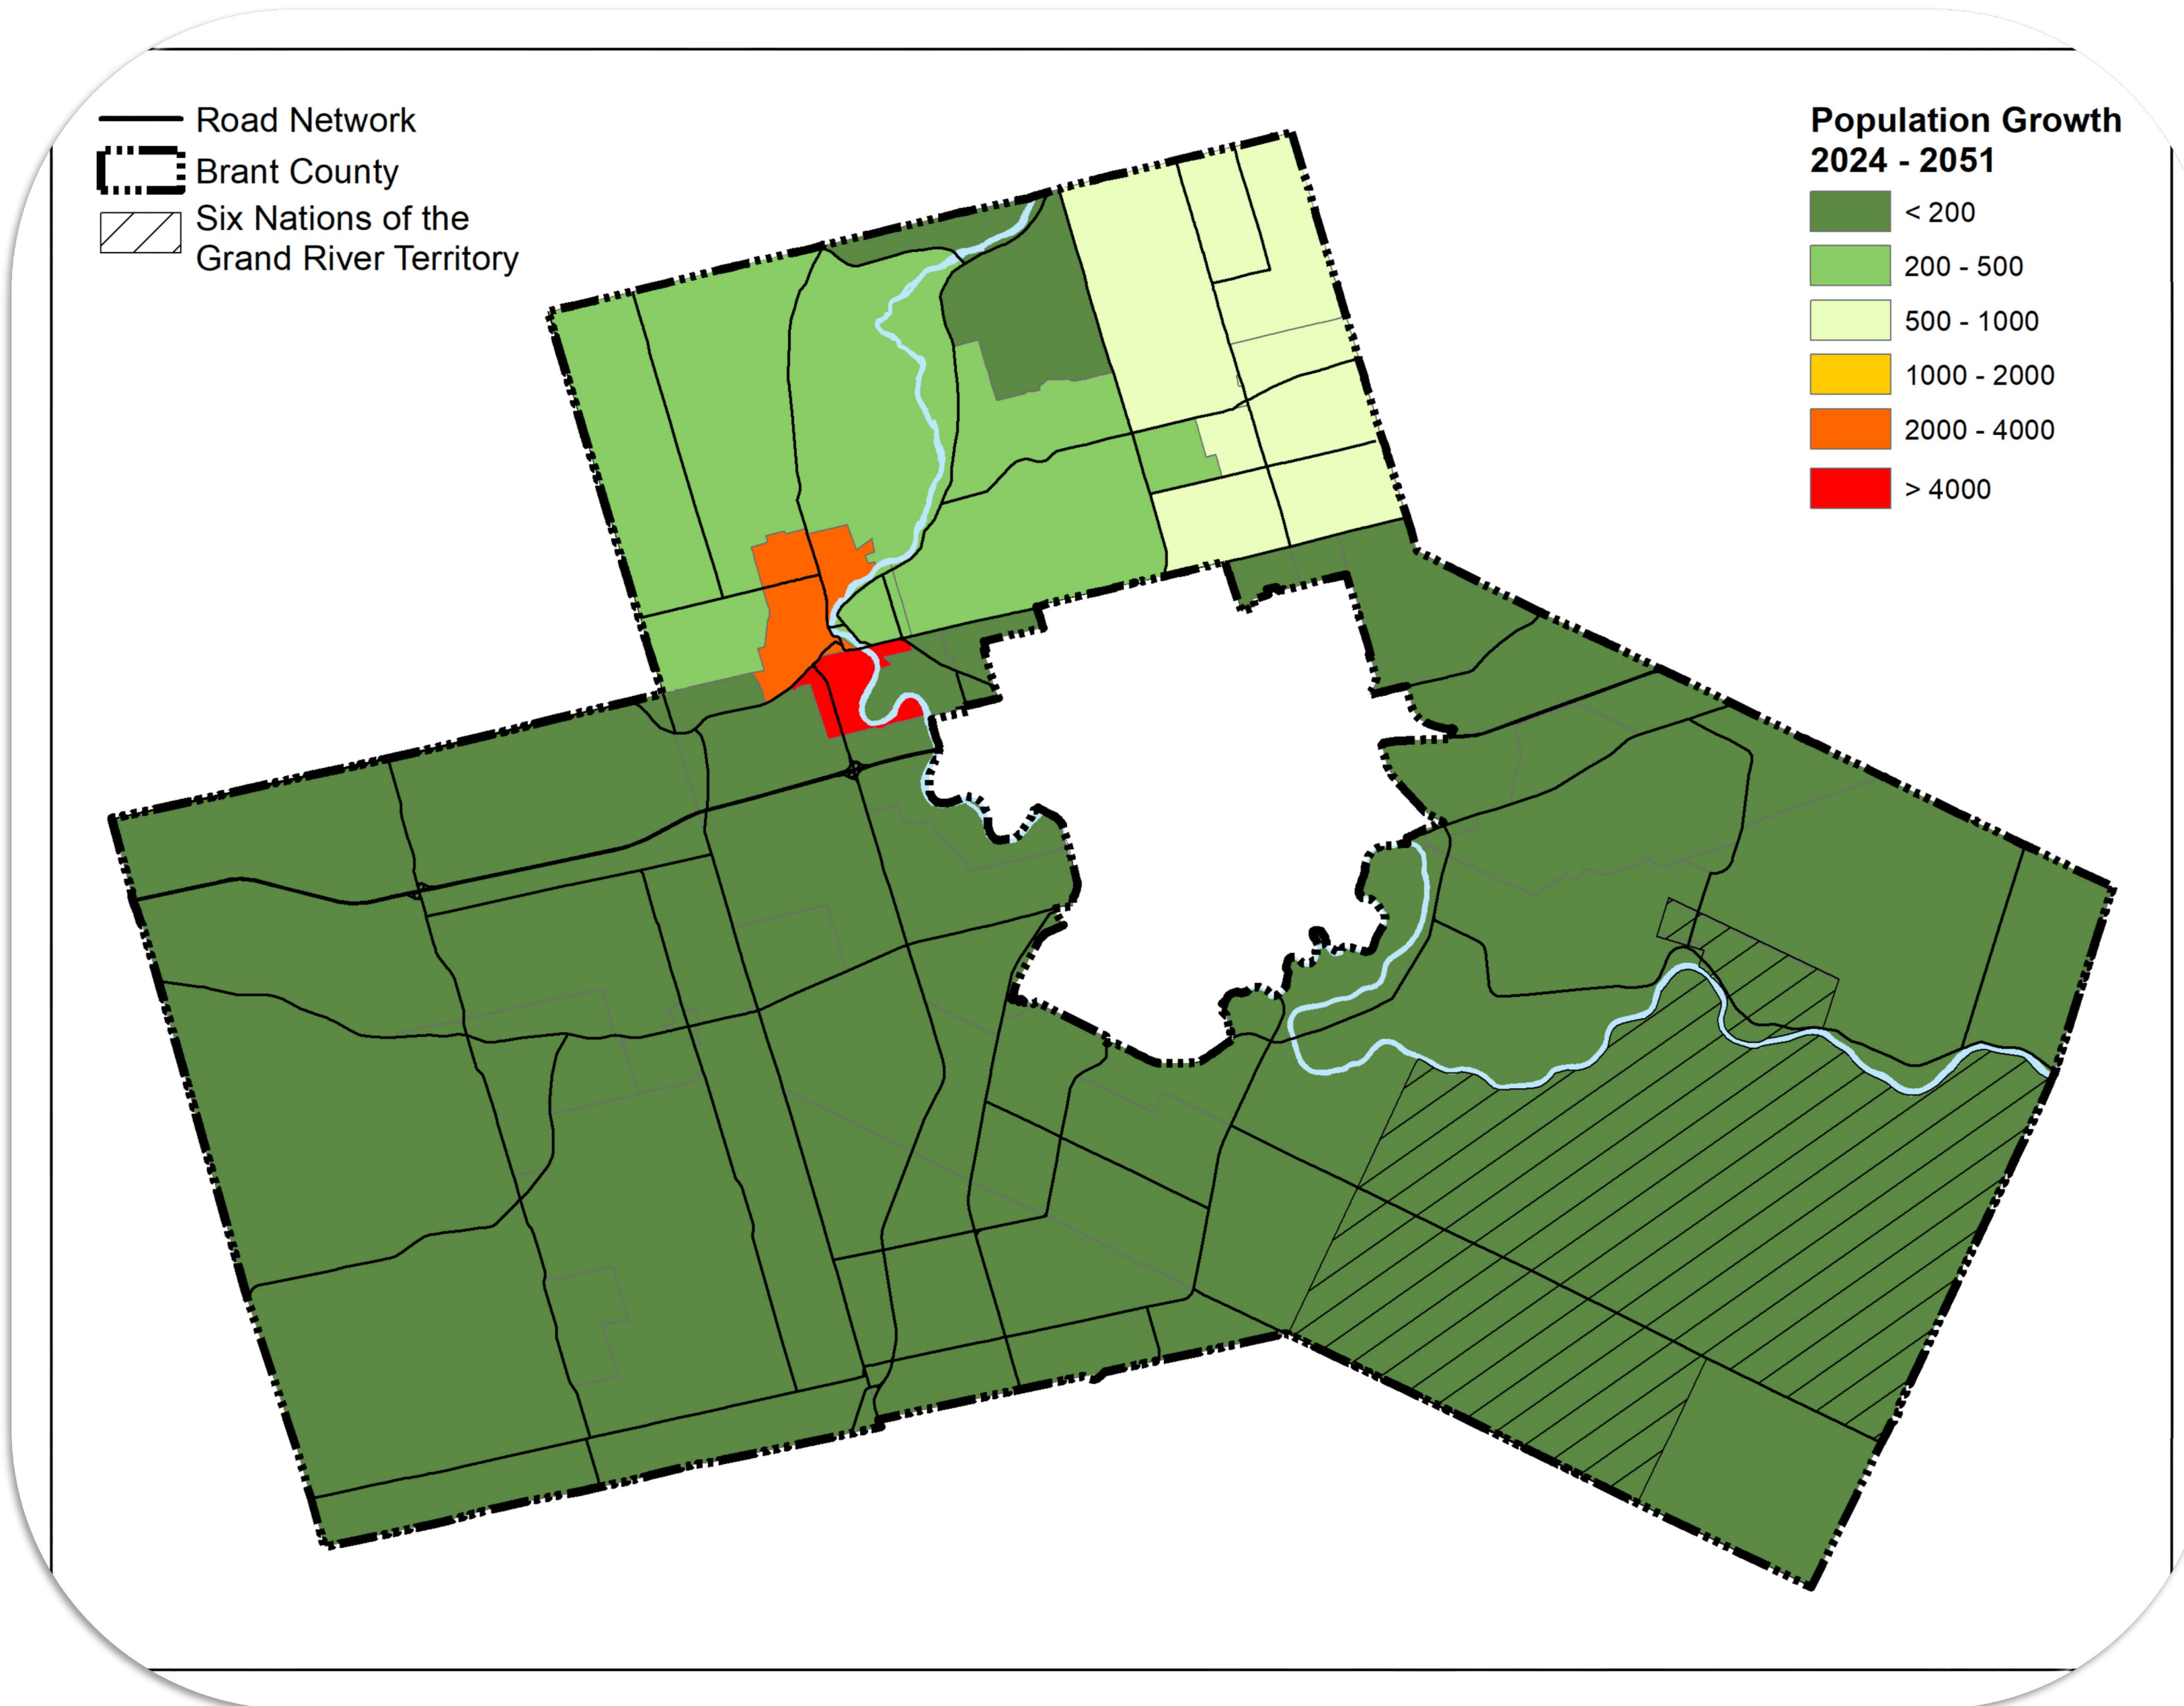 Road Network
Brant County
Six Nations of the
Grand River Territory
Population Growth
2024 - 2051
< 200
200 - 500
500 - 1000
1000 - 2000
2000 - 4000
> 4000